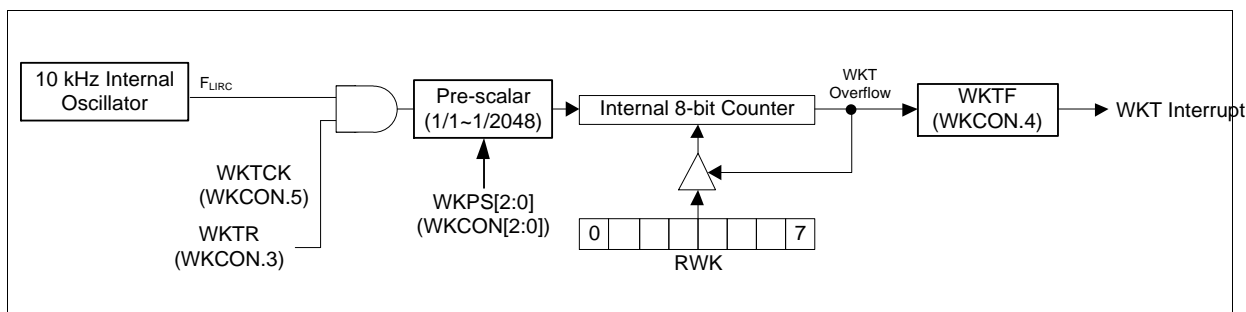 10 kHz Internal
Oscillator
FLIRC
WKTCK
(WKCON.5)
WKTR
(WKCON.3)
Pre-scalar
(1/1~1/2048)
WKPS[2:0]
(WKCON[2:0])
Internal 8-bit Counter
0 7
RWK
WKT
Overflow
WKTF
(WKCON.4)
WKT Interrupt